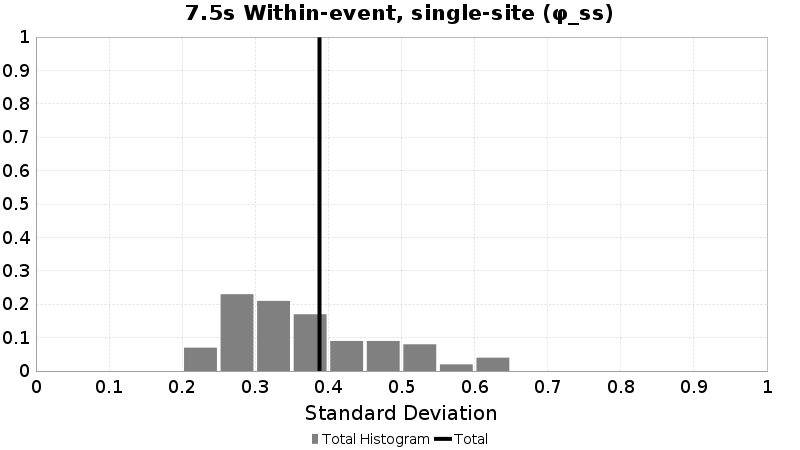 7.5s Within-event, single-site (φ_ss)
1
0.9
0.8
0.7
0.6
0.5
0.4
0.3
0.2
0.1
0
0 0.1 0.2 0.3 0.4 0.5 0.6 0.7 0.8 0.9 1
Standard Deviation
Total Histogram Total